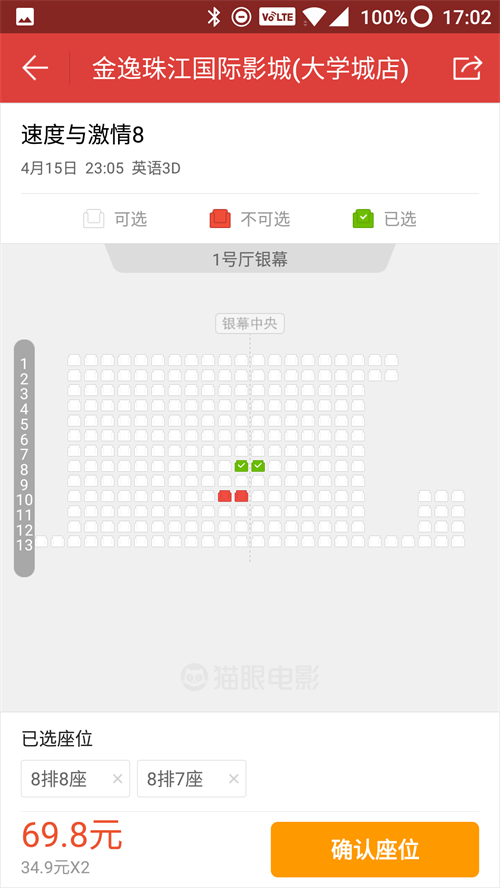 VoLTE 100% 17:02
金逸珠江国际影城(大学城店)
速度与激情8
4月15日 23:05 英语3D
可选 不可选 已选
1号厅银幕
银幕中央
1
2
3
4
5
6
7
8
9
10
11
12
13
猫眼电影
已选座位
8排8座 × 8排7座 ×
69.8元
34.9元X2
确认座位